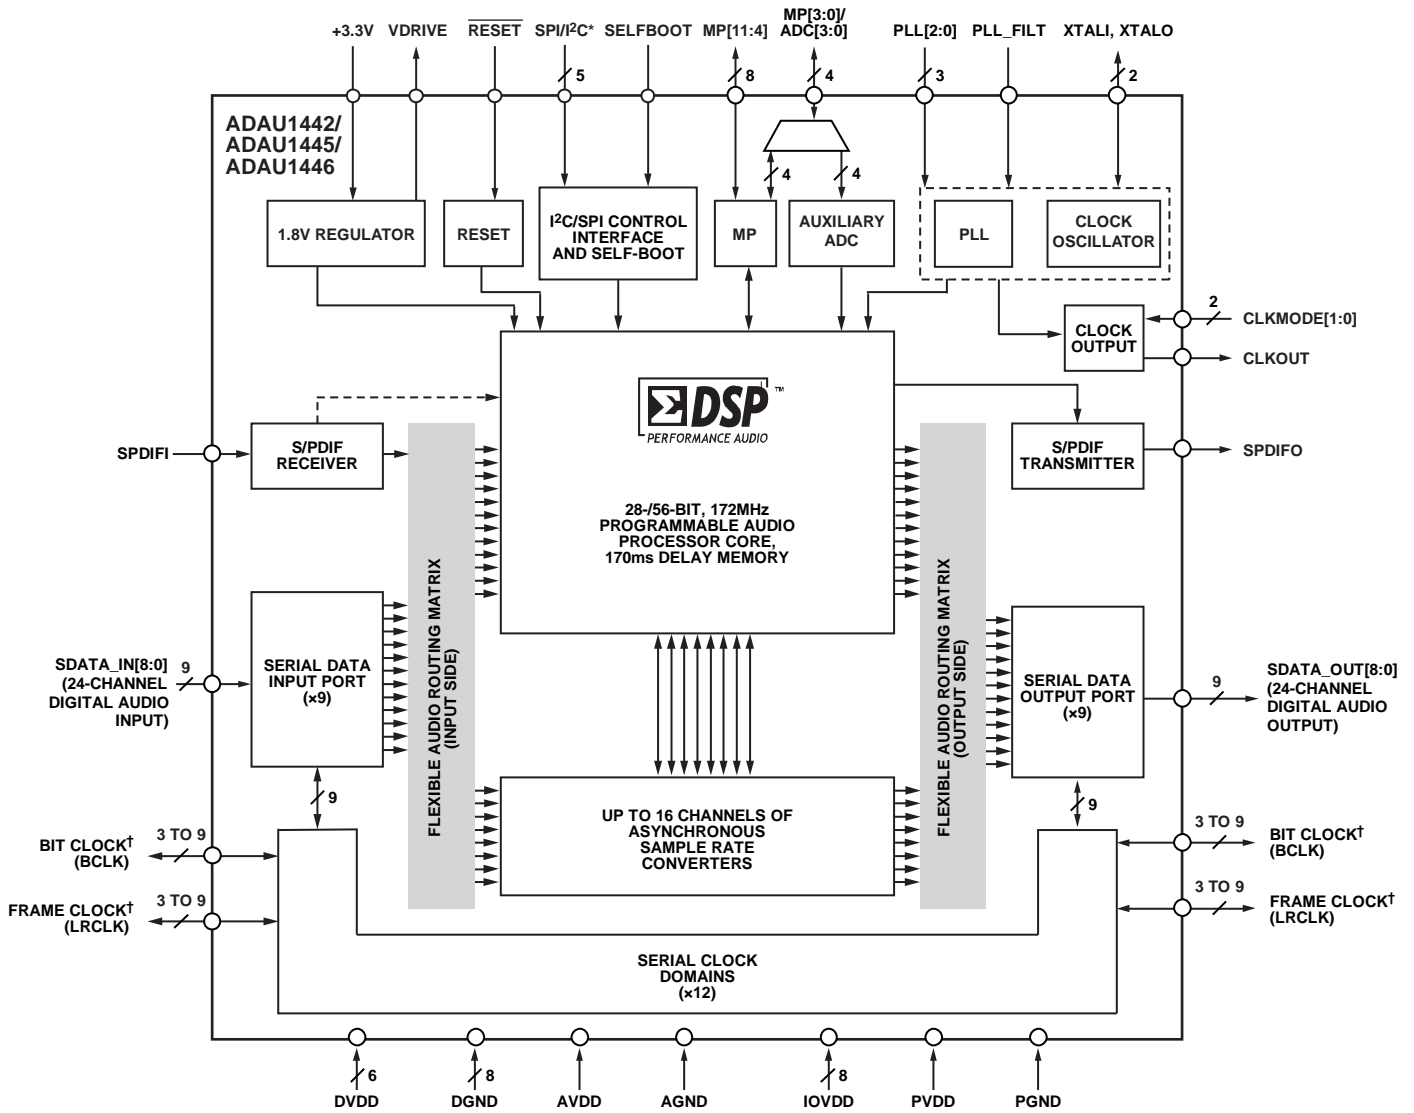 +3.3V VDRIVE RESET SPI/I2C* SELFBOOT MP[11:4] MP[3:0]/ ADC[3:0] PLL[2:0] PLL_FILT XTALI, XTALO
5 8 4 3 2
ADAU1442/
ADAU1445/
ADAU1446
4 4
1.8V REGULATOR
RESET
I2C/SPI CONTROL
INTERFACE
AND SELF-BOOT
MP
AUXILIARY
ADC
PLL
CLOCK
OSCILLATOR
CLOCK
OUTPUT
2
CLKMODE[1:0]
CLKOUT
ΣDSP™
PERFORMANCE AUDIO
28-/56-BIT, 172MHz
PROGRAMMABLE AUDIO
PROCESSOR CORE,
170ms DELAY MEMORY
SPDIFI
S/PDIF
RECEIVER
S/PDIF
TRANSMITTER
SPDIFO
FLEXIBLE AUDIO ROUTING MATRIX
(INPUT SIDE)
FLEXIBLE AUDIO ROUTING MATRIX
(OUTPUT SIDE)
SDATA_IN[8:0]
(24-CHANNEL
DIGITAL AUDIO
INPUT)
9
SERIAL DATA
INPUT PORT
(×9)
SERIAL DATA
OUTPUT PORT
(×9)
9
SDATA_OUT[8:0]
(24-CHANNEL
DIGITAL AUDIO
OUTPUT)
9
9
UP TO 16 CHANNELS OF
ASYNCHRONOUS
SAMPLE RATE
CONVERTERS
BIT CLOCK†
(BCLK)
3 TO 9
FRAME CLOCK†
(LRCLK)
3 TO 9
3 TO 9
BIT CLOCK†
(BCLK)
3 TO 9
FRAME CLOCK†
(LRCLK)
SERIAL CLOCK
DOMAINS
(×12)
6 8 8
DVDD DGND AVDD AGND IOVDD PVDD PGND